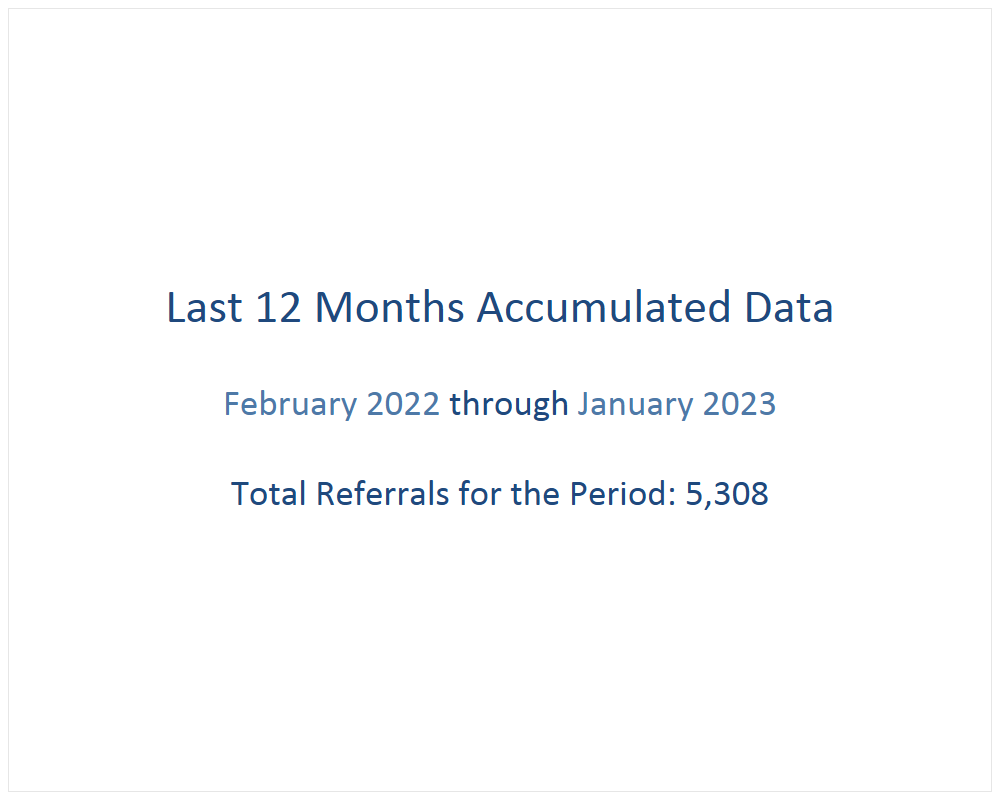 Last 12 Months Accumulated Data
February 2022 through January 2023
Total Referrals for the Period: 5,308